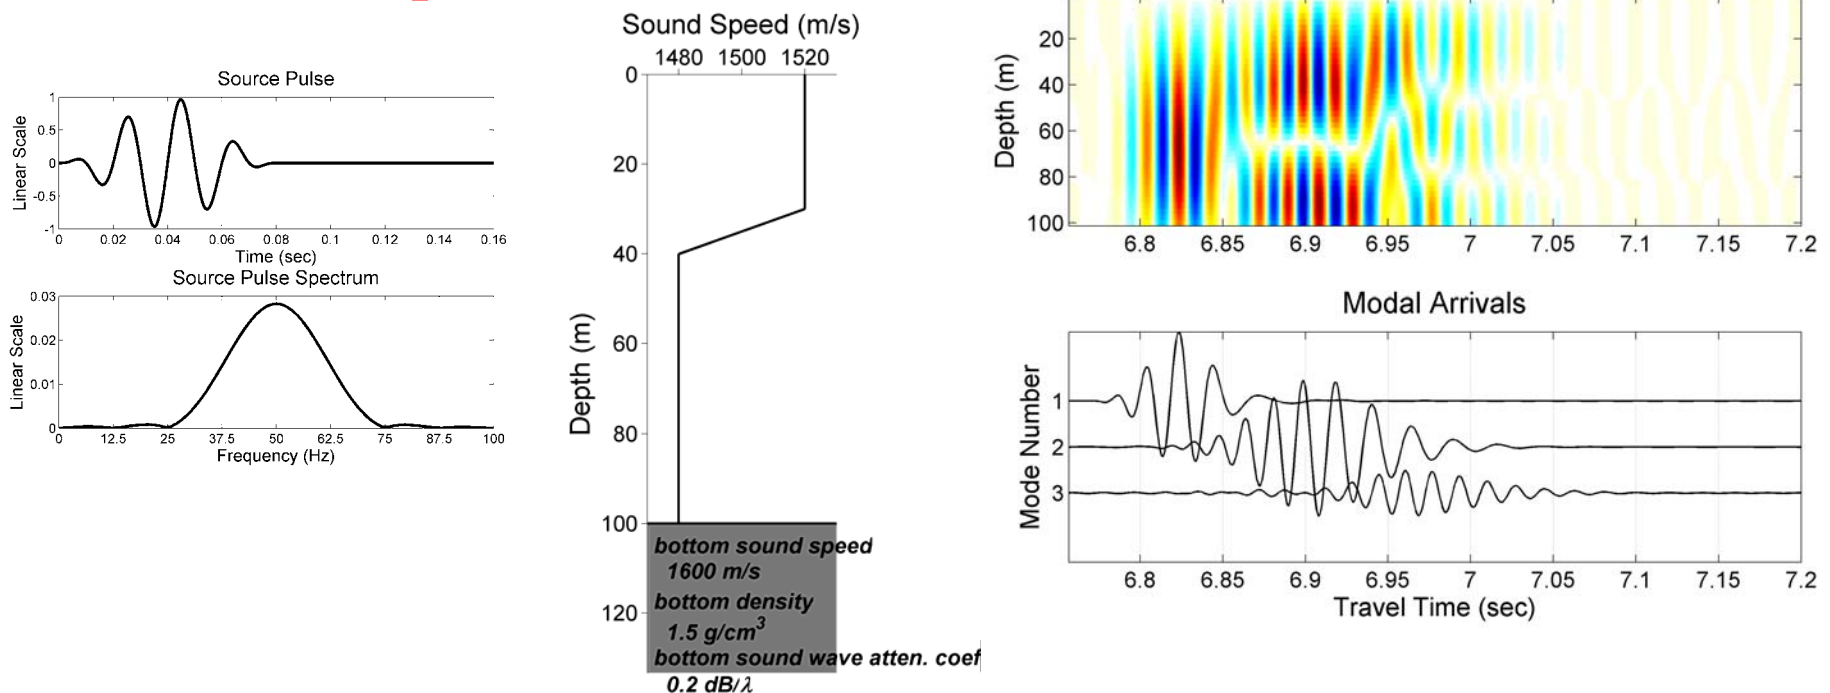 Source Pulse
Linear Scale
1
0.5
0
-0.5
-1
0 0.02 0.04 0.06 0.08 0.1 0.12 0.14 0.16
Time (sec)
Source Pulse Spectrum
Linear Scale
0.03
0.02
0.01
0
0 12.5 25 37.5 50 62.5 75 87.5 100
Frequency (Hz)
Sound Speed (m/s)
1480 1500 1520
Depth (m)
0
20
40
60
80
100
120
bottom sound speed
1600 m/s
bottom density
1.5 g/cm³
bottom sound wave atten. coef
0.2 dB/λ
Depth (m)
20
40
60
80
100
6.8 6.85 6.9 6.95 7 7.05 7.1 7.15 7.2
Modal Arrivals
Mode Number
1
2
3
6.8 6.85 6.9 6.95 7 7.05 7.1 7.15 7.2
Travel Time (sec)